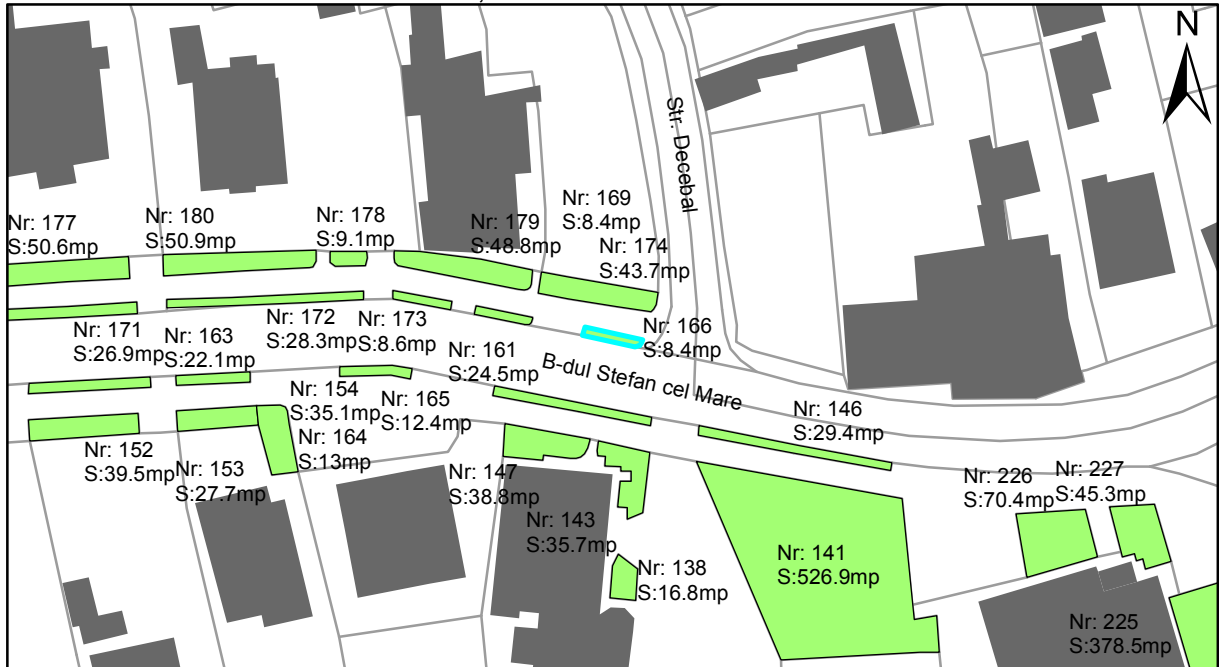 N
Str. Decebal
Nr: 169
S:8.4mp
Nr: 177
S:50.6mp
Nr: 180
S:50.9mp
Nr: 178
S:9.1mp
Nr: 179
S:48.8mp
Nr: 174
S:43.7mp
Nr: 171
S:26.9mp
Nr: 163
S:22.1mp
Nr: 172
S:28.3mp
Nr: 173
S:8.6mp
Nr: 166
S:8.4mp
Nr: 161
S:24.5mp
B-dul Stefan cel Mare
Nr: 154
S:35.1mp
Nr: 165
S:12.4mp
Nr: 146
S:29.4mp
Nr: 152
S:39.5mp
Nr: 153
S:27.7mp
Nr: 164
S:13mp
Nr: 147
S:38.8mp
Nr: 226
S:70.4mp
Nr: 227
S:45.3mp
Nr: 143
S:35.7mp
Nr: 138
S:16.8mp
Nr: 141
S:526.9mp
Nr: 225
S:378.5mp